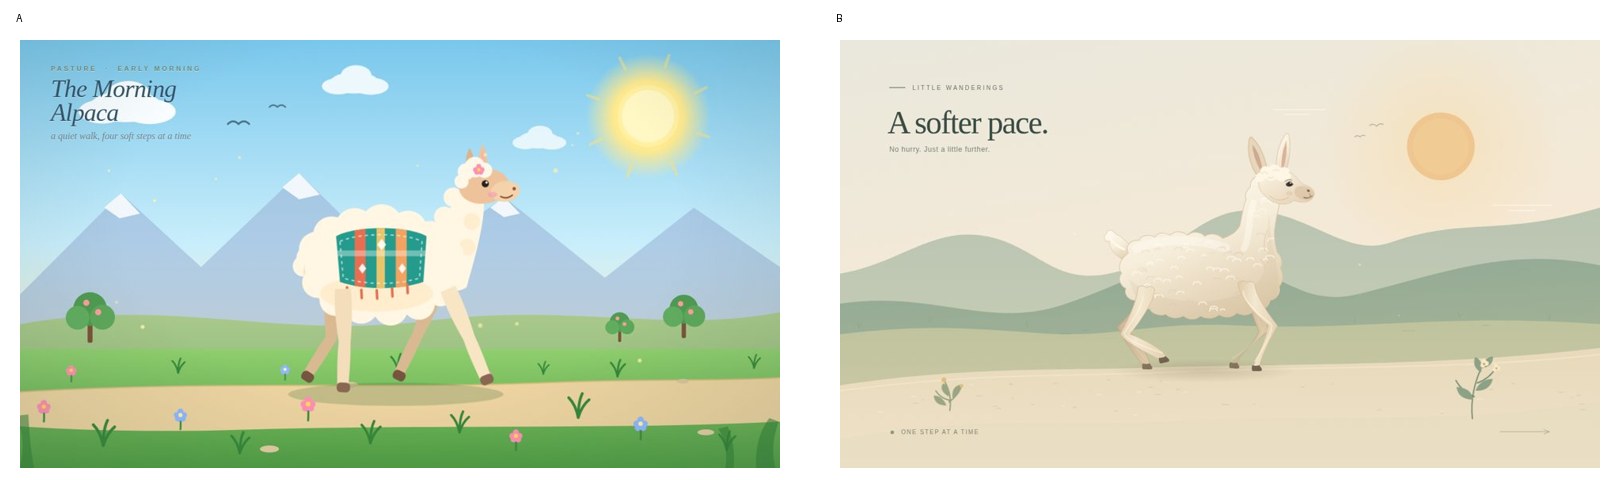 A
PASTURE · EARLY MORNING
The Morning
Alpaca
a quiet walk, four soft steps at a time
B
LITTLE WANDERINGS
A softer pace.
No hurry. Just a little further.
ONE STEP AT A TIME